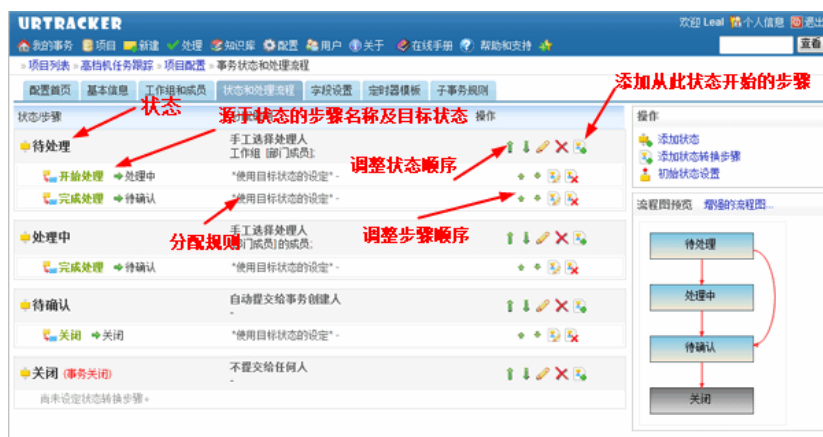 URTRACKER
欢迎 Leal 个人信息 退出
我的事务 项目 新建 处理 知识库 配置 用户 关于 在线手册 帮助和支持 查看
» 项目列表 » 高档机任务跟踪 » 项目配置 » 事务状态和处理流程
配置首页 基本信息 工作组和成员 状态和处理流程 字段设置 定时器模板 子事务规则
添加从此状态开始的步骤
状态
源于状态的步骤名称及目标状态
状态/步骤 操作
待处理 手工选择处理人
工作组 [部门成员];
调整状态顺序
开始处理 处理中 *使用目标状态的设定* -
完成处理 待确认 *使用目标状态的设定* -
分配规则
调整步骤顺序
处理中 手工选择处理人
[部门成员]的成员;
完成处理 待确认 *使用目标状态的设定* -
待确认 自动提交给事务创建人
-
关闭 关闭 *使用目标状态的设定* -
关闭 (事务关闭) 不提交给任何人
-
尚未设定状态转换步骤。
操作
添加状态
添加状态转换步骤
初始状态设置
流程图预览 增强的流程图...
待处理
处理中
待确认
关闭